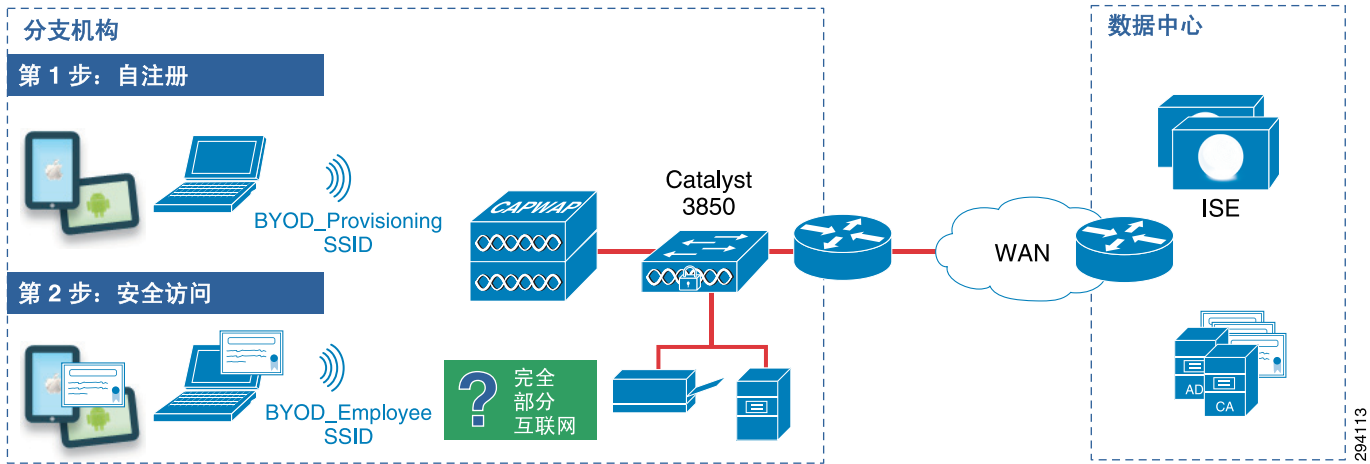 分支机构
第 1 步：自注册
BYOD_Provisioning
SSID
第 2 步：安全访问
BYOD_Employee
SSID
CAPWAP
Catalyst
3850
?
完全
部分
互联网
WAN
数据中心
ISE
AD
CA
294113